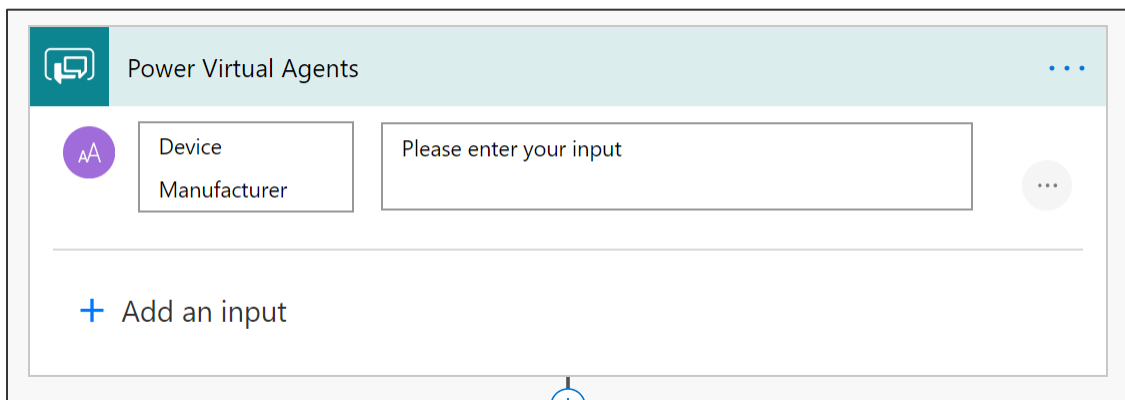 Power Virtual Agents
AA
Device
Manufacturer
Please enter your input
Add an input